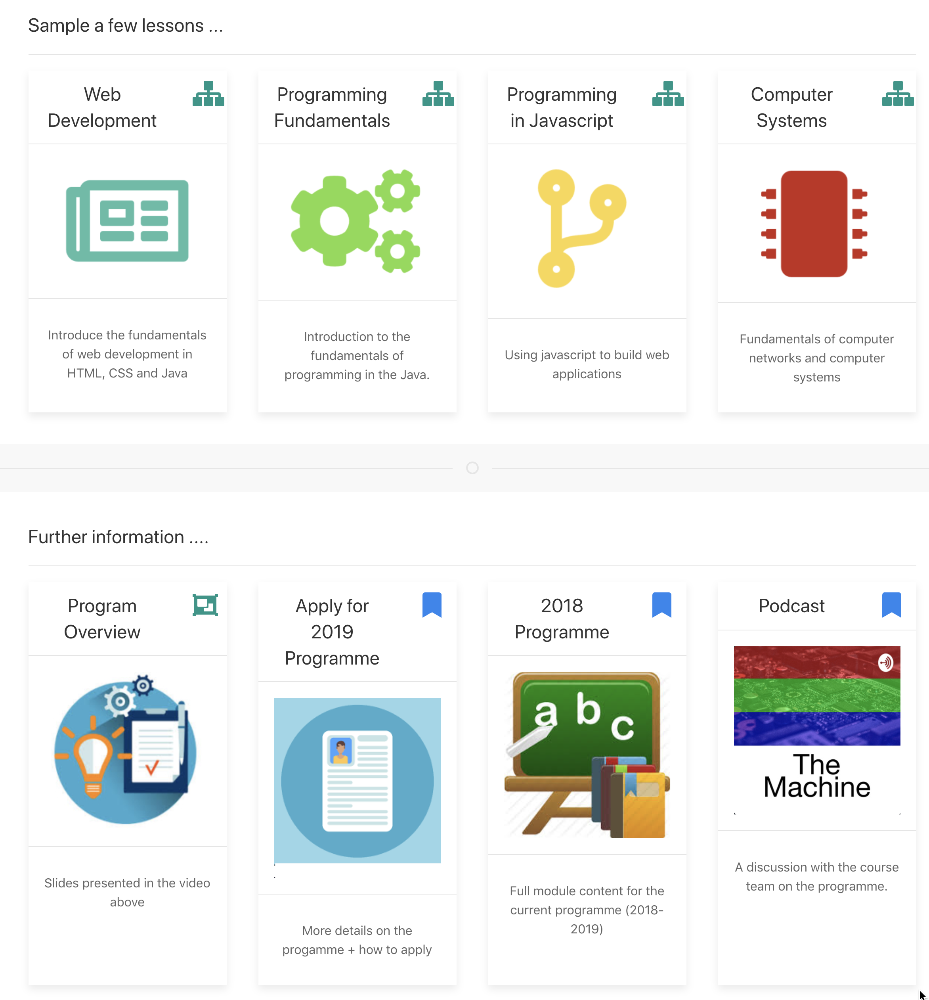 Sample a few lessons ...
Web
Development
Programming
Fundamentals
Programming
in Javascript
Computer
Systems
Introduce the fundamentals
of web development in
HTML, CSS and Java
Introduction to the
fundamentals of
programming in the Java.
Using javascript to build web
applications
Fundamentals of computer
networks and computer
systems
Further information ....
Program
Overview
Apply for
2019
Programme
2018
Programme
Podcast
a b c
The
Machine
Slides presented in the video
above
More details on the
progamme + how to apply
Full module content for the
current programme (2018-
2019)
A discussion with the course
team on the programme.